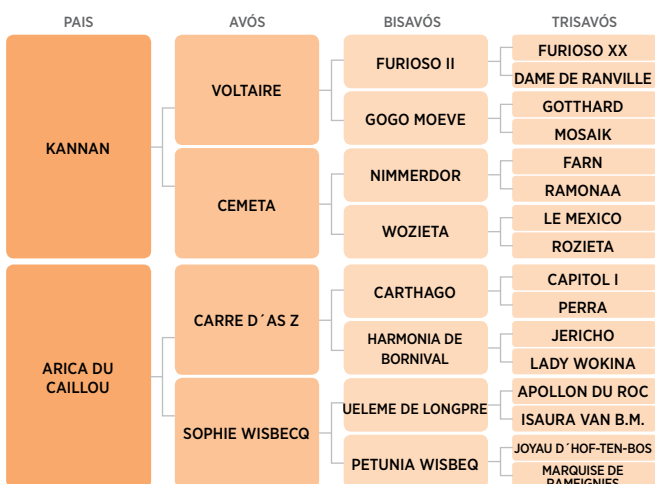 PAIS
AVÓS
BISAVÓS
TRISAVÓS
KANNAN
VOLTAIRE
FURIOSO II
FURIOSO XX
DAME DE RANVILLE
GOGO MOEVE
GOTTHARD
MOSAIK
CEMETA
NIMMERDOR
FARN
RAMONAA
WOZIETA
LE MEXICO
ROZIETA
ARICA DU
CAILLOU
CARRE D´AS Z
CARTHAGO
CAPITOL I
PERRA
HARMONIA DE
BORNIVAL
JERICHO
LADY WOKINA
SOPHIE WISBECQ
UELEME DE LONGPRE
APOLLON DU ROC
ISAURA VAN B.M.
PETUNIA WISBEQ
JOYAU D´HOF-TEN-BOS
MARQUISE DE
RAMEIGNIES